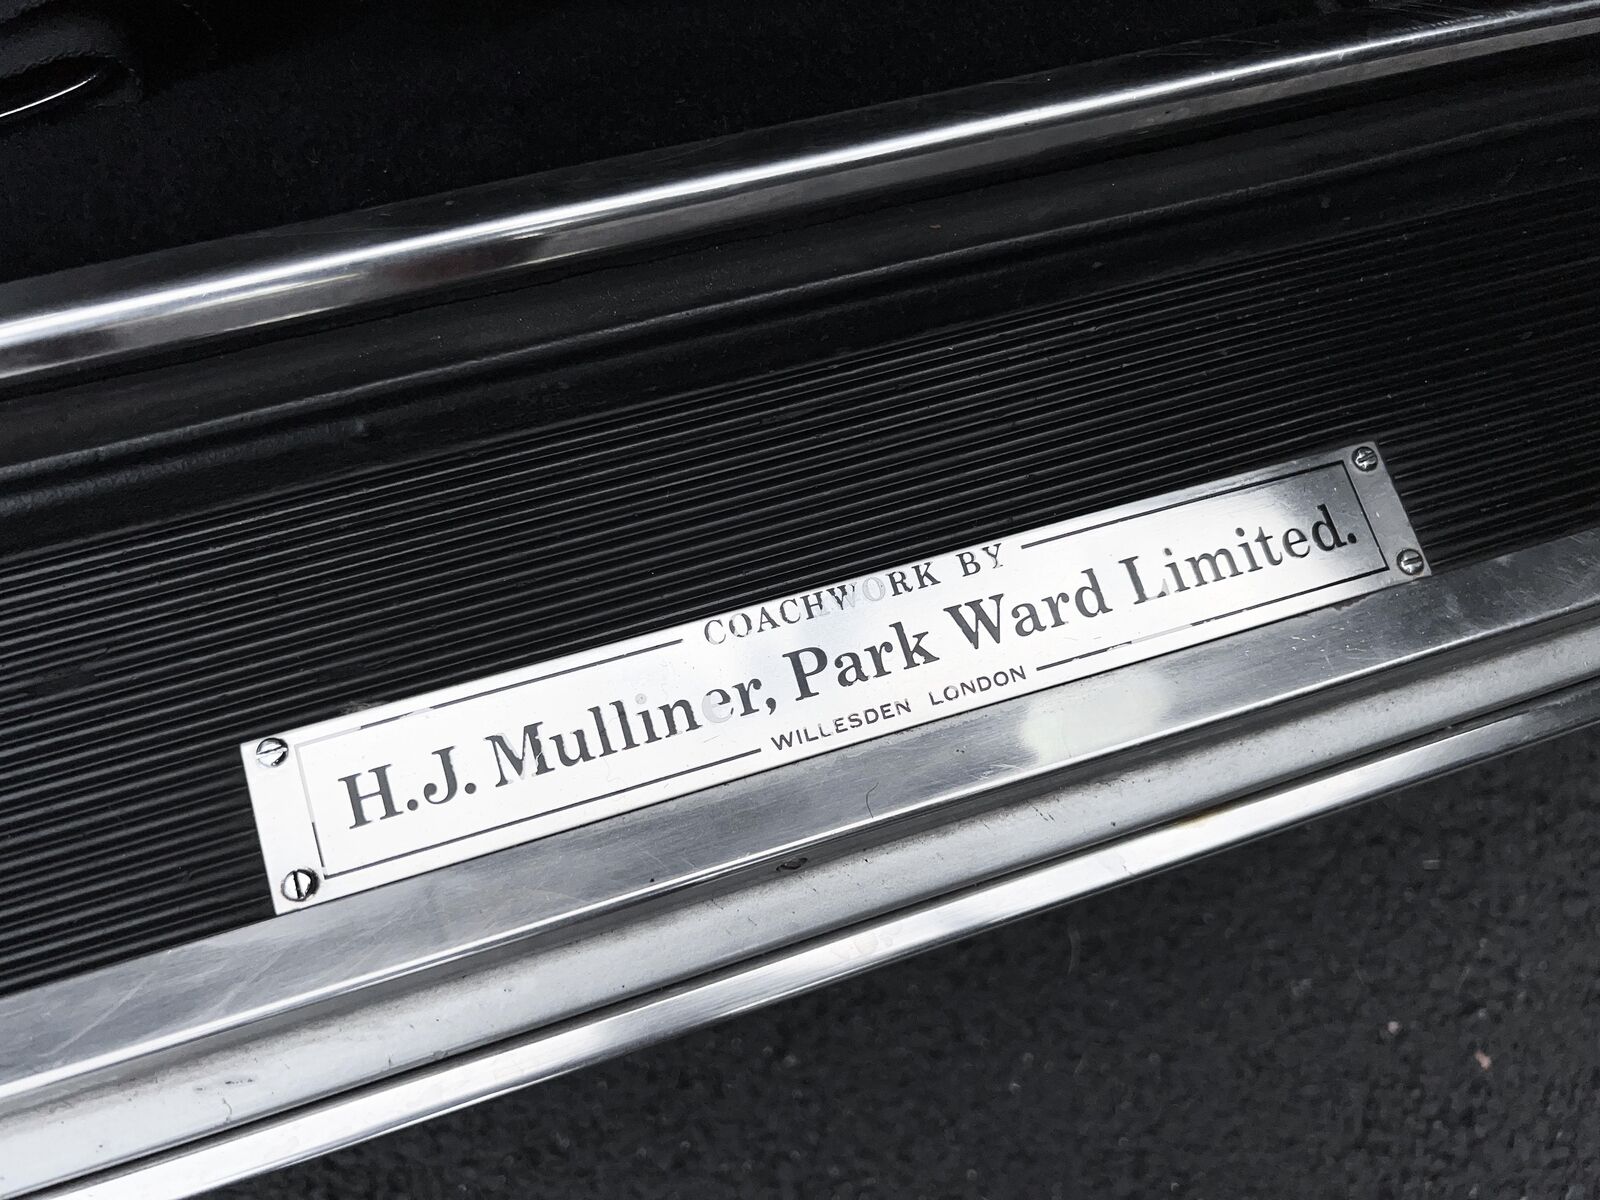 COACHWORK BY
H.J. Mulliner, Park Ward Limited.
WILLESDEN LONDON